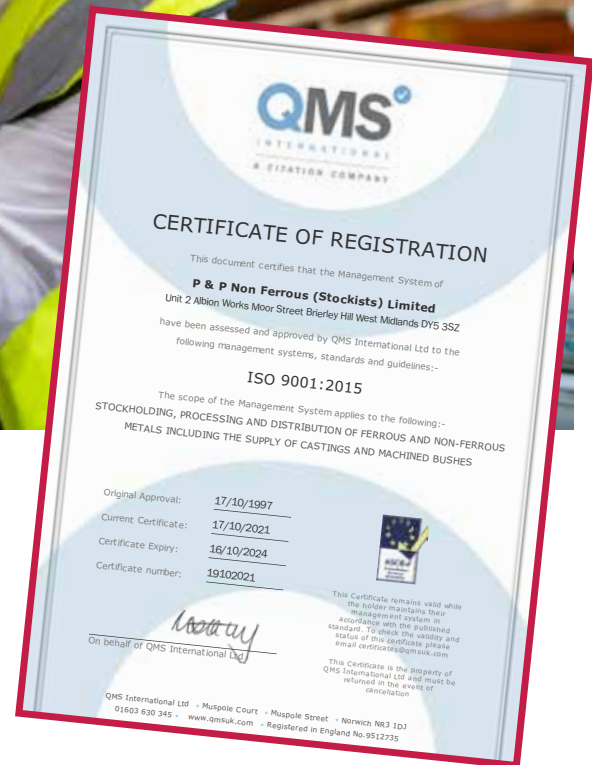 QMS
INTERNATIONAL
A CITATION COMPANY
CERTIFICATE OF REGISTRATION
This document certifies that the Management System of
P & P Non Ferrous (Stockists) Limited
Unit 2 Albion Works Moor Street Brierley Hill West Midlands DY5 3SZ
have been assessed and approved by QMS International Ltd to the
following management systems, standards and guidelines:-
ISO 9001:2015
The scope of the Management System applies to the following:-
STOCKHOLDING, PROCESSING AND DISTRIBUTION OF FERROUS AND NON-FERROUS
METALS INCLUDING THE SUPPLY OF CASTINGS AND MACHINED BUSHES
Original Approval: 17/10/1997
Current Certificate: 17/10/2021
Certificate Expiry: 16/10/2024
Certificate number: 19102021
On behalf of QMS International Ltd
ASCB
This Certificate remains valid while
the holder maintains their
management system in
accordance with the published
standard. To check the validity and
status of this certificate please
email certificates@qmsuk.com
This Certificate is the property of
QMS International Ltd and must be
returned in the event of
cancellation
QMS International Ltd • Muspole Court • Muspole Street • Norwich NR3 1DJ
01603 630 345 • www.qmsuk.com • Registered in England No.9512735